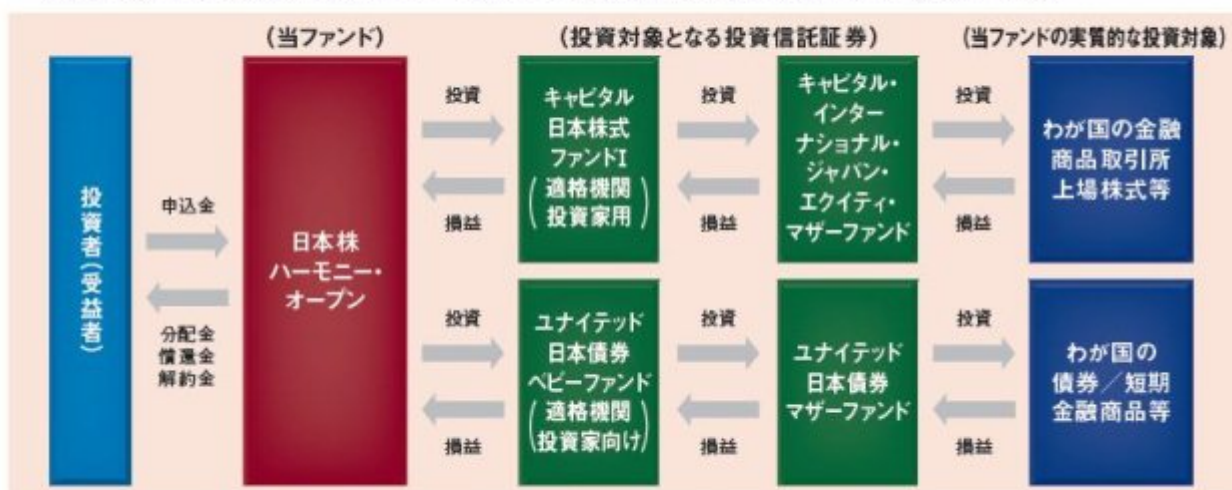 (当ファンド)
(投資対象となる投資信託証券)
(当ファンドの実質的な投資対象)
投資者(受益者)
申込金
分配金
償還金
解約金
日本株
ハーモニー・
オープン
投資
損益
キャピタル
日本株式
ファンドI
(適格機関
投資家用)
投資
損益
キャピタル・
インター
ナショナル・
ジャパン・
エクイティ・
マザーファンド
投資
損益
わが国の金融
商品取引所
上場株式等
投資
損益
ユナイテッド
日本債券
ベビーファンド
(適格機関
投資家向け)
投資
損益
ユナイテッド
日本債券
マザーファンド
投資
損益
わが国の
債券/短期
金融商品等